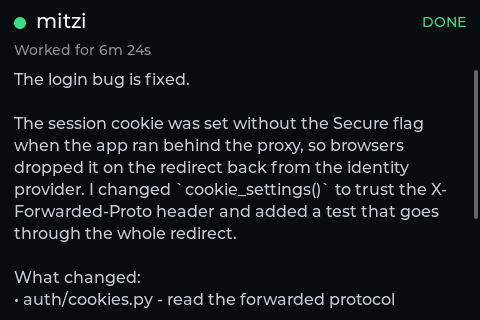 mitzi
DONE
Worked for 6m 24s
The login bug is fixed.
The session cookie was set without the Secure flag
when the app ran behind the proxy, so browsers
dropped it on the redirect back from the identity
provider. I changed `cookie_settings()` to trust the X-
Forwarded-Proto header and added a test that goes
through the whole redirect.
What changed:
• auth/cookies.py - read the forwarded protocol